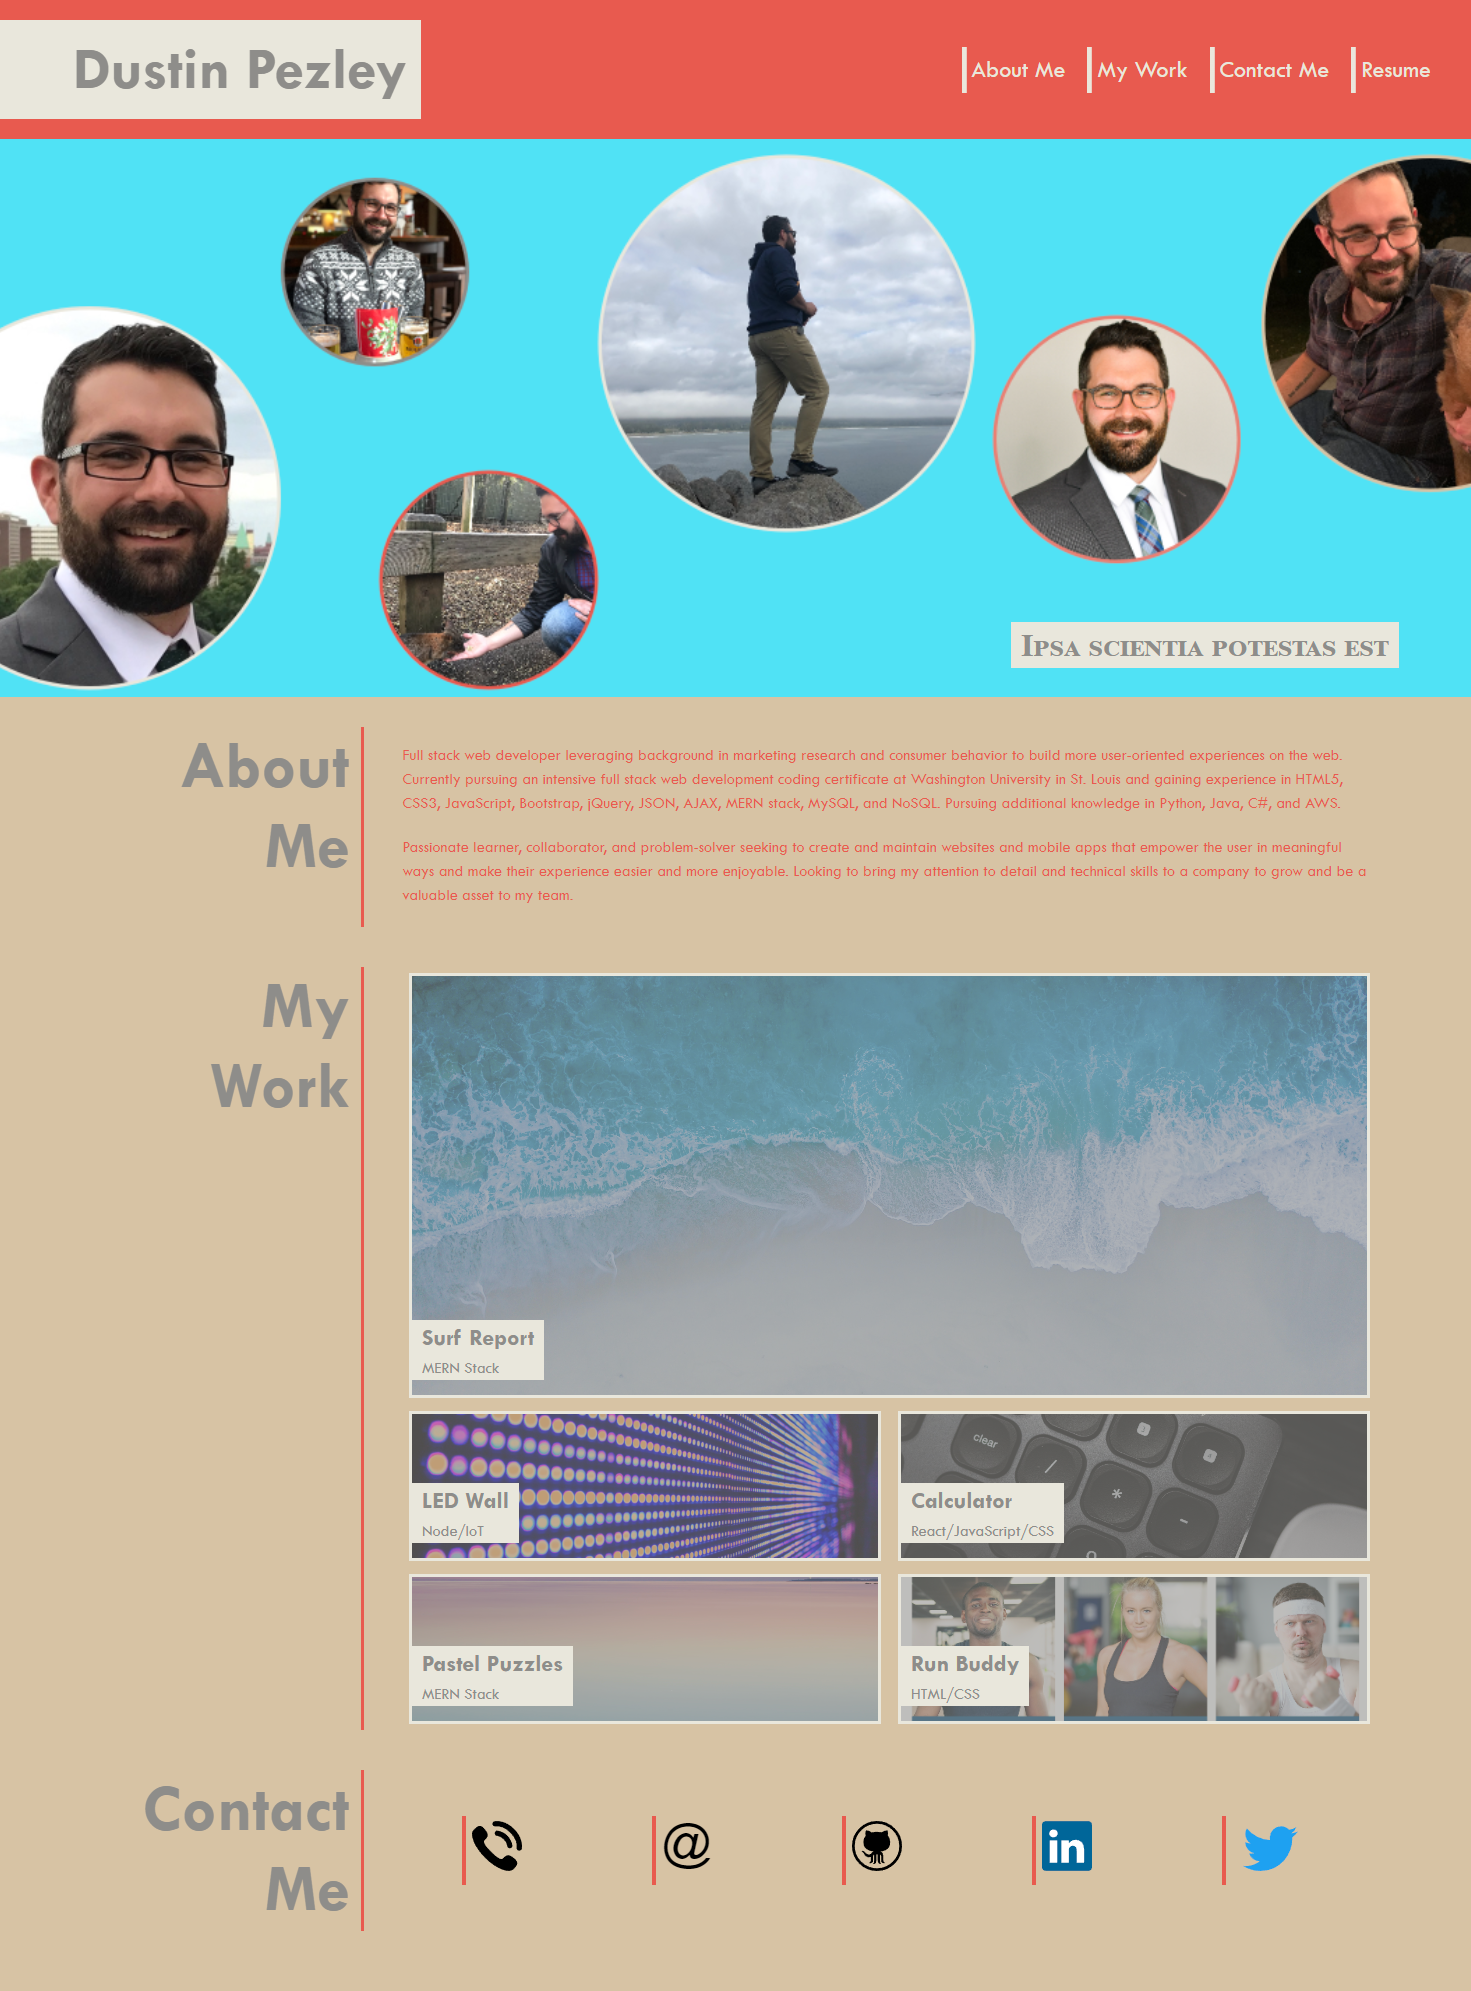 Dustin Pezley
About Me
My Work
Contact Me
Resume
Ipsa scientia potestas est
About
Me
Full stack web developer leveraging background in marketing research and consumer behavior to build more user-oriented experiences on the web.
Currently pursuing an intensive full stack web development coding certificate at Washington University in St. Louis and gaining experience in HTML5,
CSS3, JavaScript, Bootstrap, jQuery, JSON, AJAX, MERN stack, MySQL, and NoSQL. Pursuing additional knowledge in Python, Java, C#, and AWS.
Passionate learner, collaborator, and problem-solver seeking to create and maintain websites and mobile apps that empower the user in meaningful
ways and make their experience easier and more enjoyable. Looking to bring my attention to detail and technical skills to a company to grow and be a
valuable asset to my team.
My
Work
Surf Report
MERN Stack
LED Wall
Node/IoT
clear
/
*
-
Calculator
React/JavaScript/CSS
Pastel Puzzles
MERN Stack
Run Buddy
HTML/CSS
Contact
Me
@
in